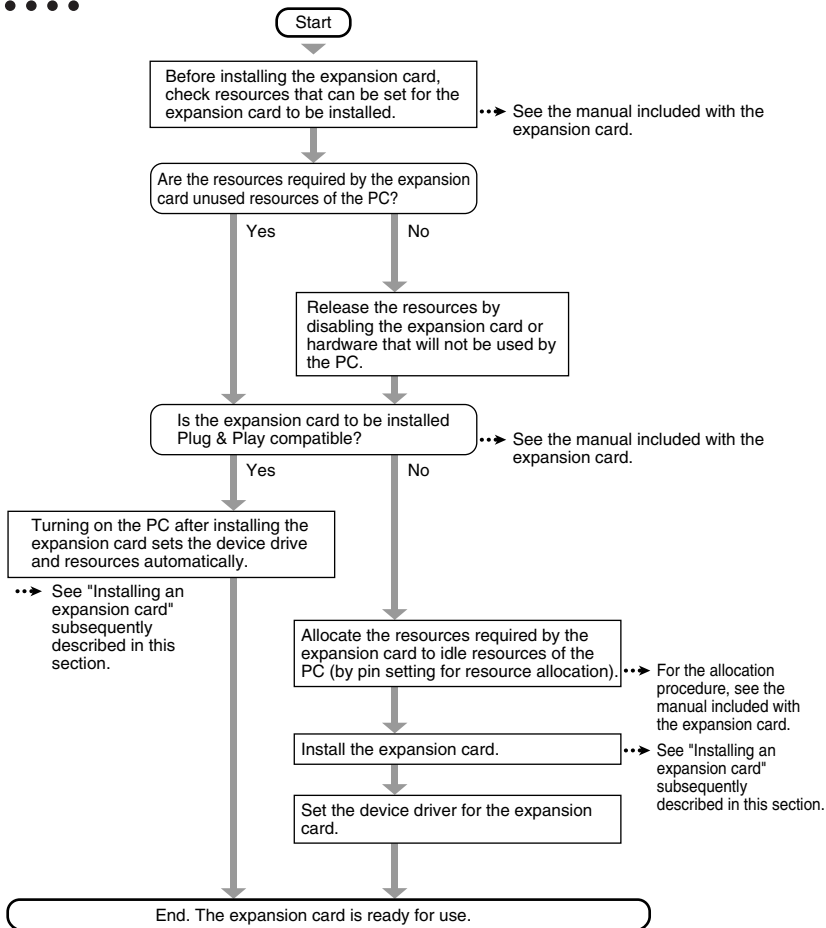 Start
Before installing the expansion card,
check resources that can be set for the
expansion card to be installed.
See the manual included with the
expansion card.
Are the resources required by the expansion
card unused resources of the PC?
Yes
No
Release the resources by
disabling the expansion card or
hardware that will not be used by
the PC.
Is the expansion card to be installed
Plug & Play compatible?
See the manual included with the
expansion card.
Yes
No
Turning on the PC after installing the
expansion card sets the device drive
and resources automatically.
See "Installing an
expansion card"
subsequently
described in this
section.
Allocate the resources required by the
expansion card to idle resources of the
PC (by pin setting for resource allocation).
For the allocation
procedure, see the
manual included with
the expansion card.
Install the expansion card.
See "Installing an
expansion card"
subsequently
described in this section.
Set the device driver for the expansion
card.
End. The expansion card is ready for use.